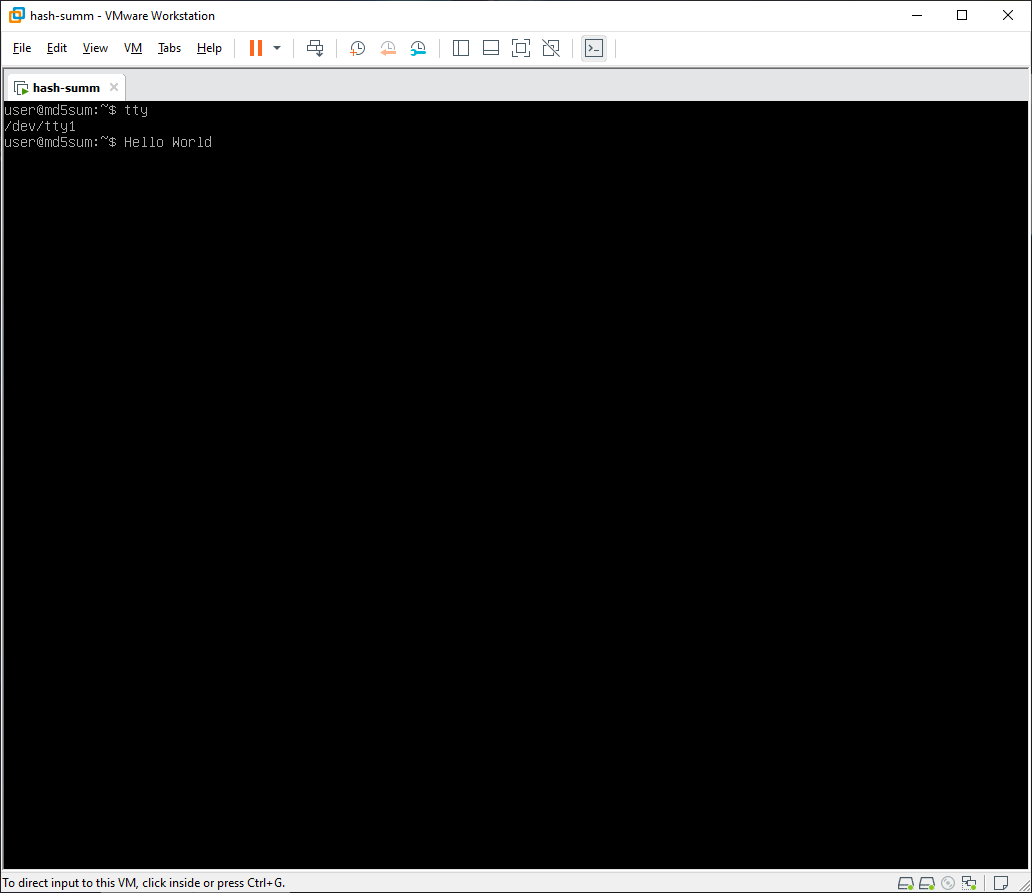 hash-summ - VMware Workstation
File Edit View VM Tabs Help
hash-summ
user@md5sum:~$ tty
/dev/tty1
user@md5sum:~$ Hello World
To direct input to this VM, click inside or press Ctrl+G.